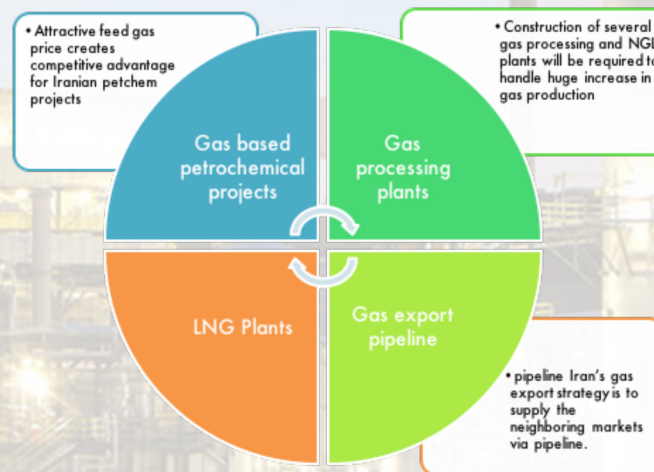 • Attractive feed gas
price creates
competitive advantage
for Iranian petchem
projects
• Construction of several
gas processing and NGL
plants will be required to
handle huge increase in
gas production
Gas based
petrochemical
projects
Gas
processing
plants
LNG Plants
Gas export
pipeline
• pipeline Iran's gas
export strategy is to
supply the
neighboring markets
via pipeline.